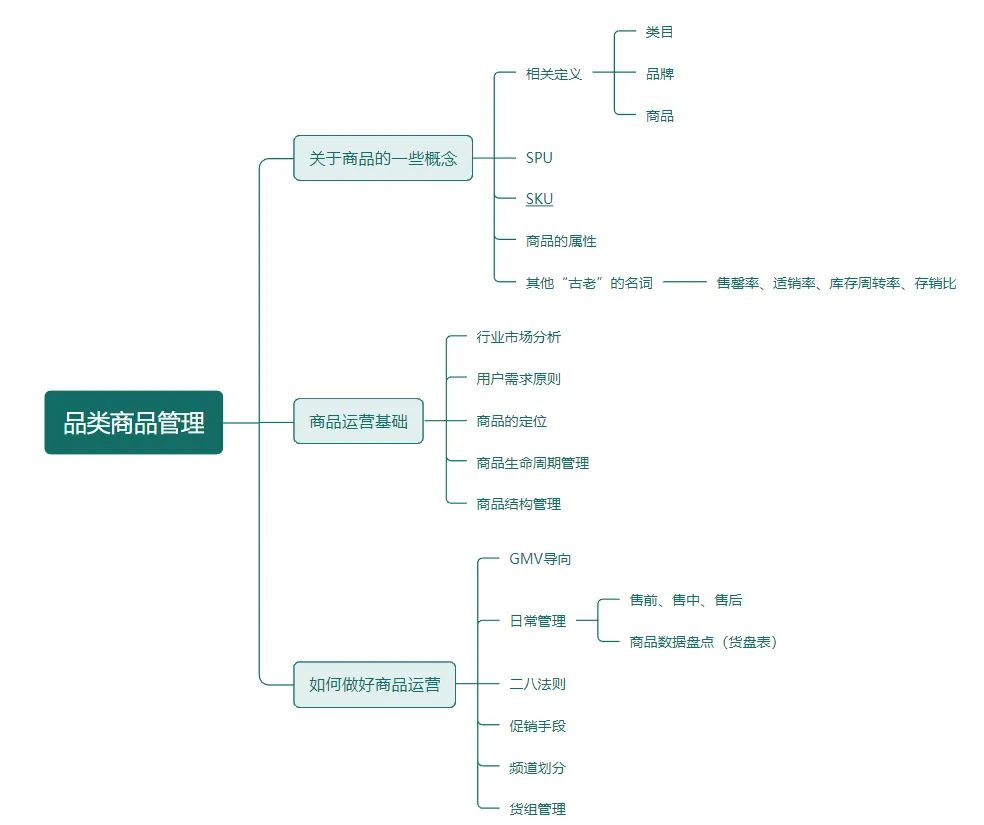 品类商品管理
关于商品的一些概念
相关定义
类目
品牌
商品
SPU
SKU
商品的属性
其他“古老”的名词
售罄率、适销率、库存周转率、存销比
商品运营基础
行业市场分析
用户需求原则
商品的定位
商品生命周期管理
商品结构管理
如何做好商品运营
GMV导向
日常管理
售前、售中、售后
商品数据盘点（货盘表）
二八法则
促销手段
频道划分
货组管理